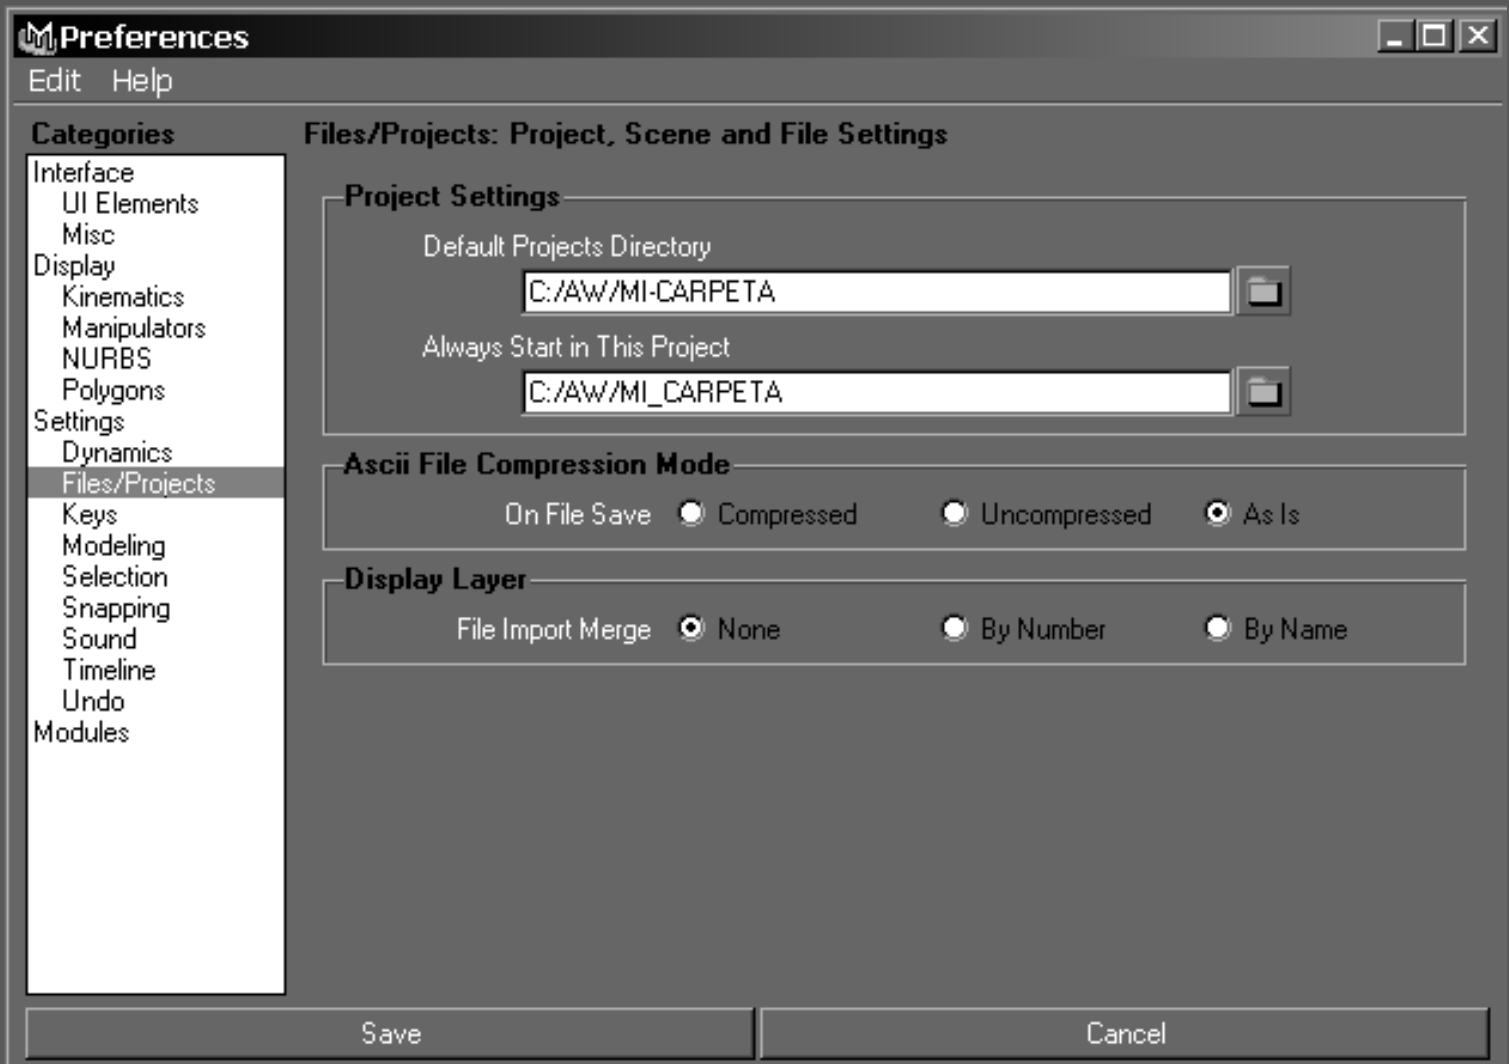 Preferences
Edit Help
Categories
Interface
UI Elements
Misc
Display
Kinematics
Manipulators
NURBS
Polygons
Settings
Dynamics
Files/Projects
Keys
Modeling
Selection
Snapping
Sound
Timeline
Undo
Modules
Files/Projects: Project, Scene and File Settings
Project Settings
Default Projects Directory
C:/AW/MI-CARPETA
Always Start in This Project
C:/AW/MI_CARPETA
Ascii File Compression Mode
On File Save Compressed Uncompressed As Is
Display Layer
File Import Merge None By Number By Name
Save Cancel